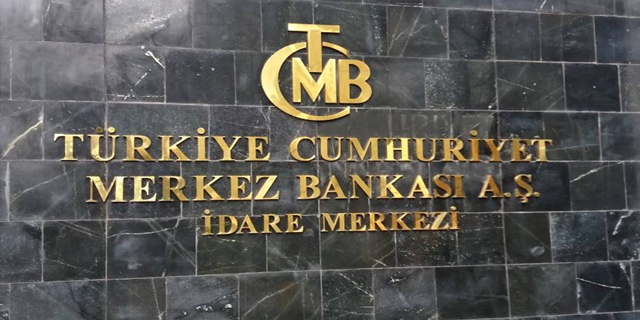 TCMB
TÜRKİYE CUMHURİYET
MERKEZ BANKASI A.Ş.
İDARE MERKEZİ